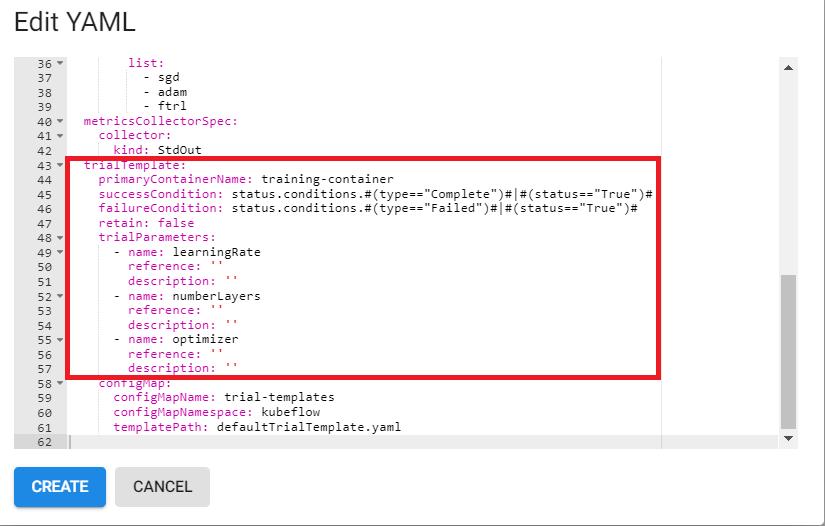 Edit YAML
36 list:
37 - sgd
38 - adam
39 - ftrl
40 metricsCollectorSpec:
41 collector:
42 kind: StdOut
43 trialTemplate:
44 primaryContainerName: training-container
45 successCondition: status.conditions.#(type=="Complete")#|#(status=="True")#
46 failureCondition: status.conditions.#(type=="Failed")#|#(status=="True")#
47 retain: false
48 trialParameters:
49 - name: learningRate
50 reference: ''
51 description: ''
52 - name: numberLayers
53 reference: ''
54 description: ''
55 - name: optimizer
56 reference: ''
57 description: ''
58 configMap:
59 configMapName: trial-templates
60 configMapNamespace: kubeflow
61 templatePath: defaultTrialTemplate.yaml
62
CREATE CANCEL